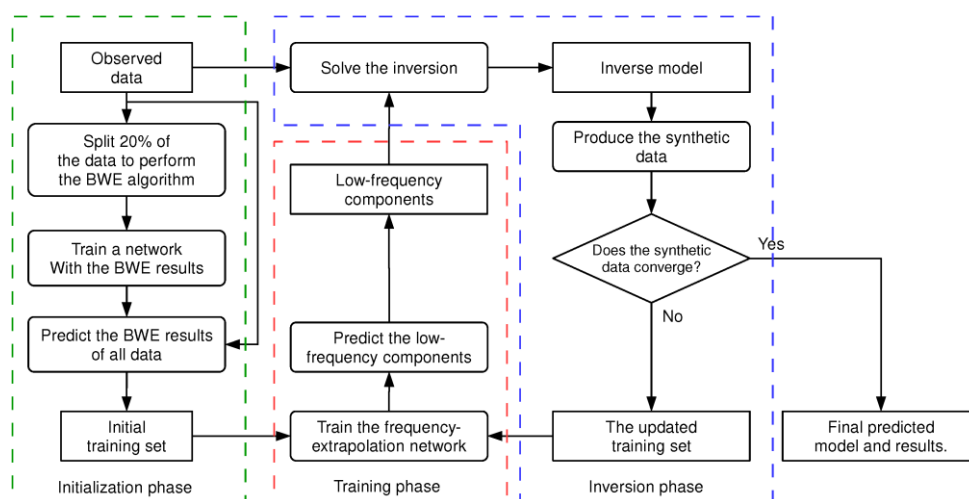 Observed
data
Split 20% of
the data to perform
the BWE algorithm
Train a network
With the BWE results
Predict the BWE results
of all data
Initial
training set
Initialization phase
Solve the inversion
Low-frequency
components
Predict the low-
frequency components
Train the frequency-
extrapolation network
Training phase
Inverse model
Produce the synthetic
data
Does the synthetic
data converge?
Yes
No
The updated
training set
Inversion phase
Final predicted
model and results.